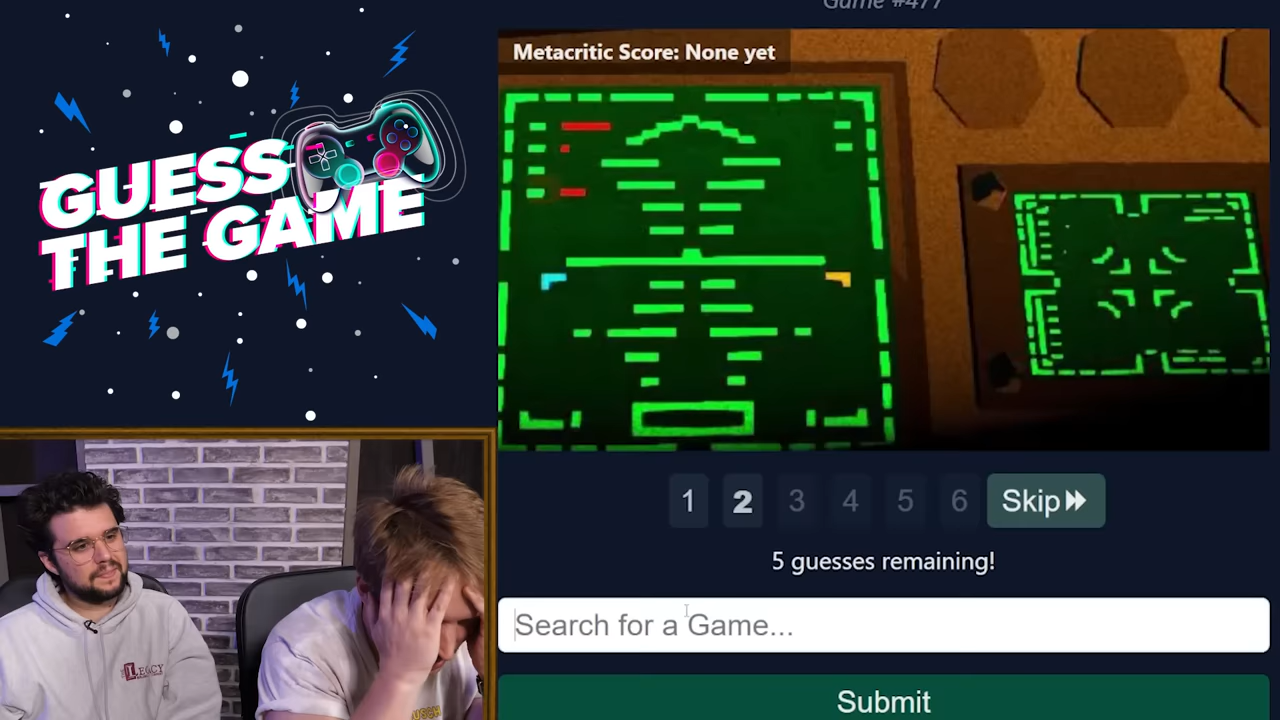 Game #477
Metacritic Score: None yet
GUESS
THE GAME
1 2 3 4 5 6 Skip
5 guesses remaining!
Search for a Game...
Submit
LEGACY